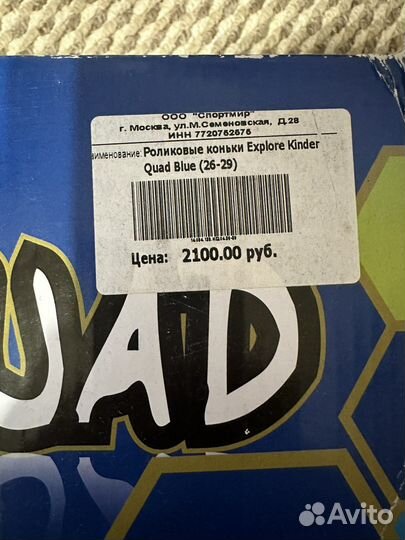 ООО "Спортмир"
г. Москва, ул.М.Семеновская, Д.28
ИНН 7720752576
аименование: Роликовые коньки Explore Kinder
Quad Blue (26-29)
Цена: 2100.00 руб.
UAD
Avito